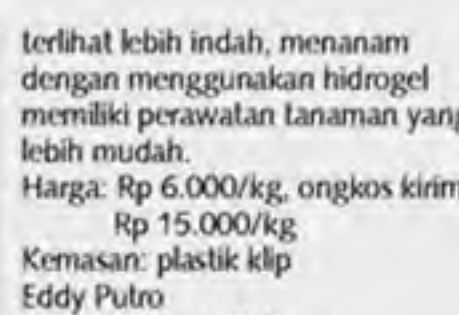 terlihat lebih indah, menanam
dengan menggunakan hidrogel
memiliki perawatan tanaman yang
lebih mudah.
Harga: Rp 6.000/kg, ongkos kirim
Rp 15.000/kg
Kemasan: plastik klip
Eddy Putro